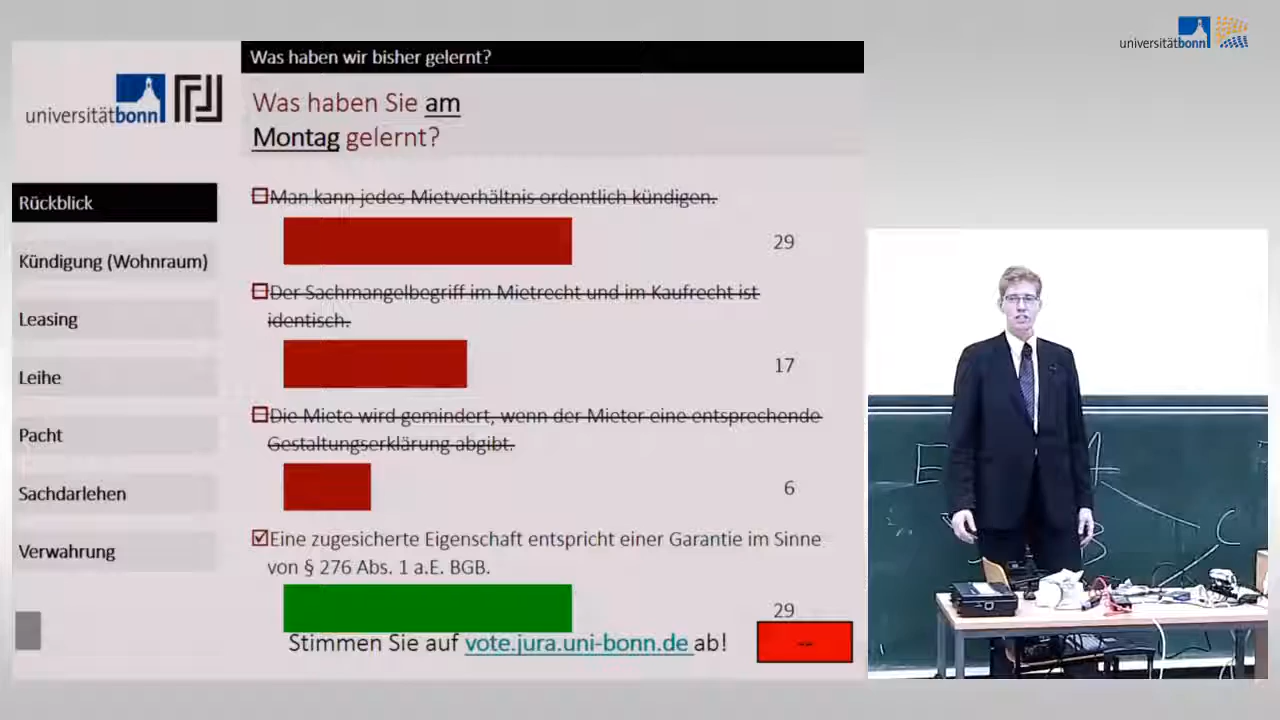 universitätbonn
Was haben wir bisher gelernt?
universitätbonn
Was haben Sie am
Montag gelernt?
Rückblick
Kündigung (Wohnraum)
Leasing
Leihe
Pacht
Sachdarlehen
Verwahrung
Man kann jedes Mietverhältnis ordentlich kündigen.
29
Der Sachmangelbegriff im Mietrecht und im Kaufrecht ist
identisch.
17
Die Miete wird gemindert, wenn der Mieter eine entsprechende
Gestaltungserklärung abgibt.
6
Eine zugesicherte Eigenschaft entspricht einer Garantie im Sinne
von § 276 Abs. 1 a.E. BGB.
29
Stimmen Sie auf vote.jura.uni-bonn.de ab!
--
E
A
B
C